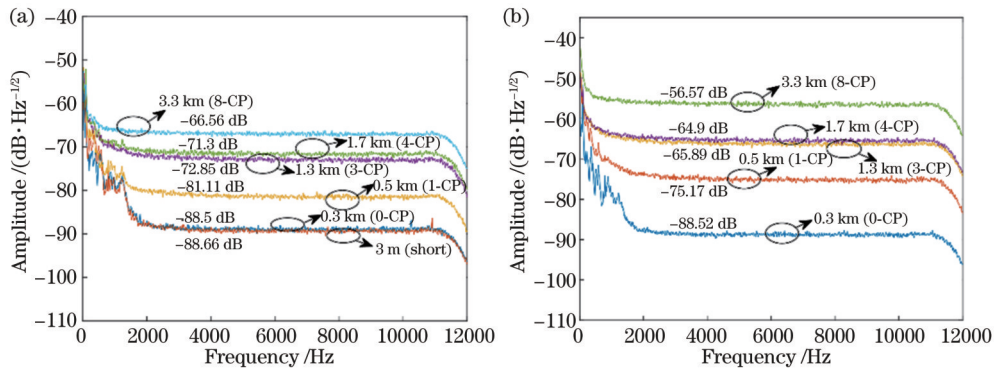 (a)
Amplitude /(dB· Hz⁻¹ᐟ²)
−40
−50
−60
−70
−80
−90
−100
−110
3.3 km (8-CP)
−66.56 dB
−71.3 dB
1.7 km (4-CP)
−72.85 dB
1.3 km (3-CP)
−81.11 dB
0.5 km (1-CP)
−88.5 dB
0.3 km (0-CP)
−88.66 dB
3 m (short)
0 2000 4000 6000 8000 10000 12000
Frequency /Hz
(b)
Amplitude /(dB· Hz⁻¹ᐟ²)
−40
−50
−60
−70
−80
−90
−100
−110
−56.57 dB
3.3 km (8-CP)
−64.9 dB
1.7 km (4-CP)
−65.89 dB
0.5 km (1-CP)
1.3 km (3-CP)
−75.17 dB
−88.52 dB
0.3 km (0-CP)
0 2000 4000 6000 8000 10000 12000
Frequency /Hz